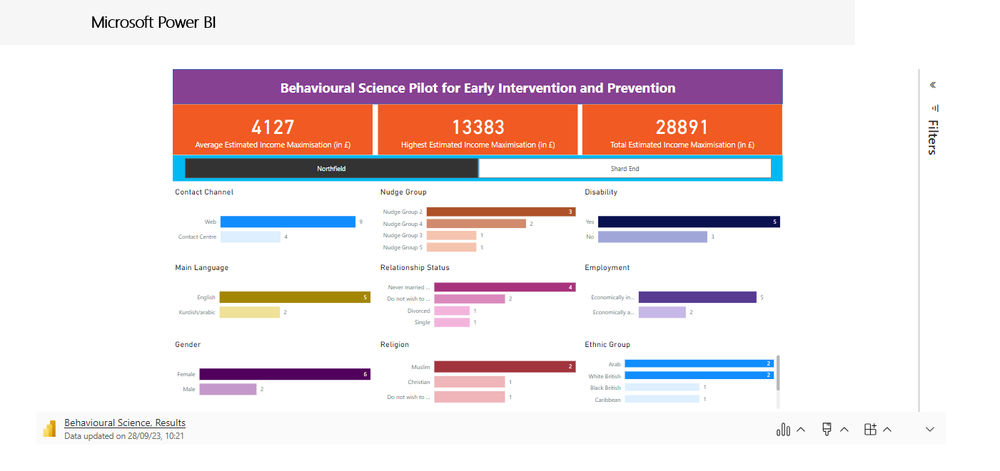 Microsoft Power BI
Behavioural Science Pilot for Early Intervention and Prevention
4127
Average Estimated Income Maximisation (in £)
13383
Highest Estimated Income Maximisation (in £)
28891
Total Estimated Income Maximisation (in £)
Northfield
Shard End
Contact Channel
Web 9
Contact Centre 4
Nudge Group
Nudge Group 2 3
Nudge Group 4 2
Nudge Group 3 1
Nudge Group 5 1
Disability
Yes 5
No 3
Main Language
English 5
Kurdish/arabic 2
Relationship Status
Never married ... 4
Do not wish to ... 2
Divorced 1
Single 1
Employment
Economically in... 5
Economically a... 2
Gender
Female 6
Male 2
Religion
Muslim 2
Christian 1
Do not wish to ... 1
Ethnic Group
Arab 2
White British 2
Black British 1
Caribbean 1
Filters
Behavioural Science, Results
Data updated on 28/09/23, 10:21